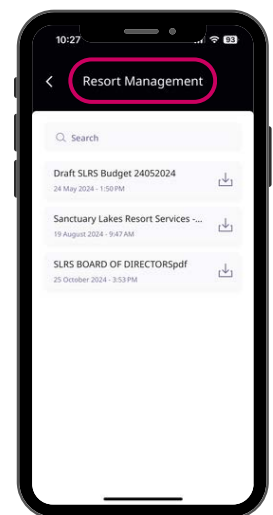 10:27
93
Resort Management
Search
Draft SLRS Budget 24052024
24 May 2024 - 1:50 PM
Sanctuary Lakes Resort Services -...
19 August 2024 - 9:47 AM
SLRS BOARD OF DIRECTORSpdf
25 October 2024 - 3:53 PM